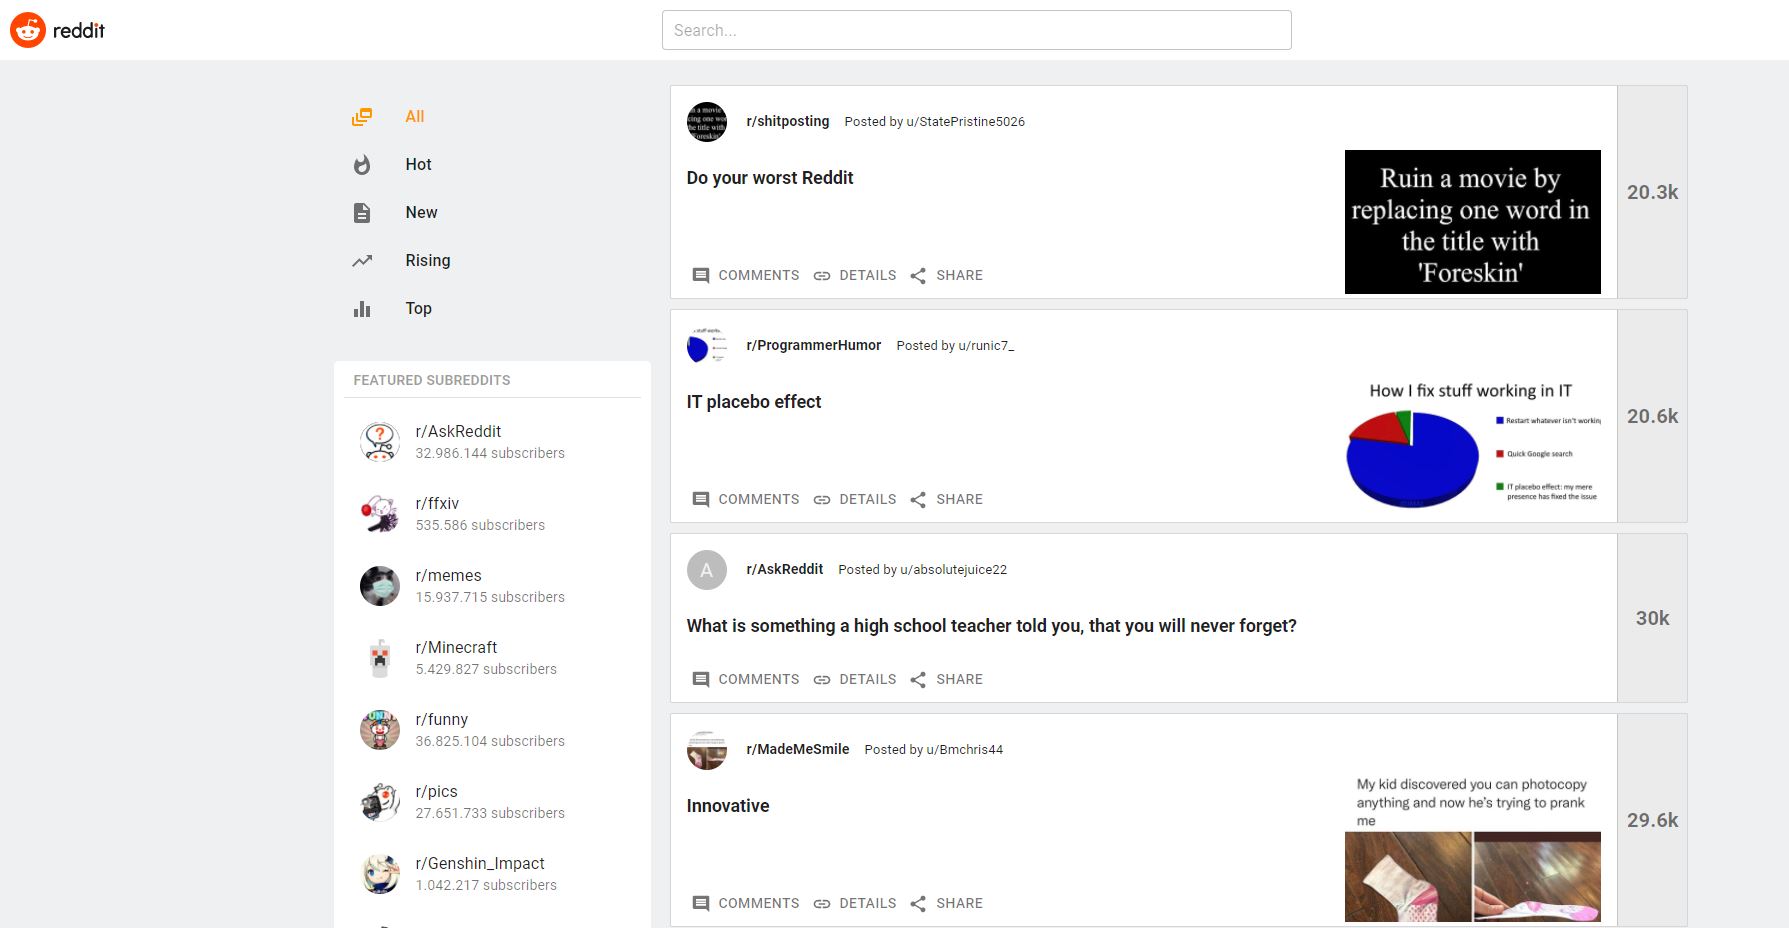 reddit
Search...
All
Hot
New
Rising
Top
FEATURED SUBREDDITS
r/AskReddit
32.986.144 subscribers
r/ffxiv
535.586 subscribers
r/memes
15.937.715 subscribers
r/Minecraft
5.429.827 subscribers
r/funny
36.825.104 subscribers
r/pics
27.651.733 subscribers
r/Genshin_Impact
1.042.217 subscribers
r/shitposting Posted by u/StatePristine5026
Do your worst Reddit
COMMENTS DETAILS SHARE
Ruin a movie by
replacing one word in
the title with
'Foreskin'
20.3k
r/ProgrammerHumor Posted by u/runic7_
IT placebo effect
COMMENTS DETAILS SHARE
How I fix stuff working in IT
Restart whatever isn't workin
Quick Google search
IT placebo effect: my mere
presence has fixed the issue
20.6k
A
r/AskReddit Posted by u/absolutejuice22
What is something a high school teacher told you, that you will never forget?
COMMENTS DETAILS SHARE
30k
r/MadeMeSmile Posted by u/Bmchris44
Innovative
COMMENTS DETAILS SHARE
My kid discovered you can photocopy
anything and now he's trying to prank
me
29.6k